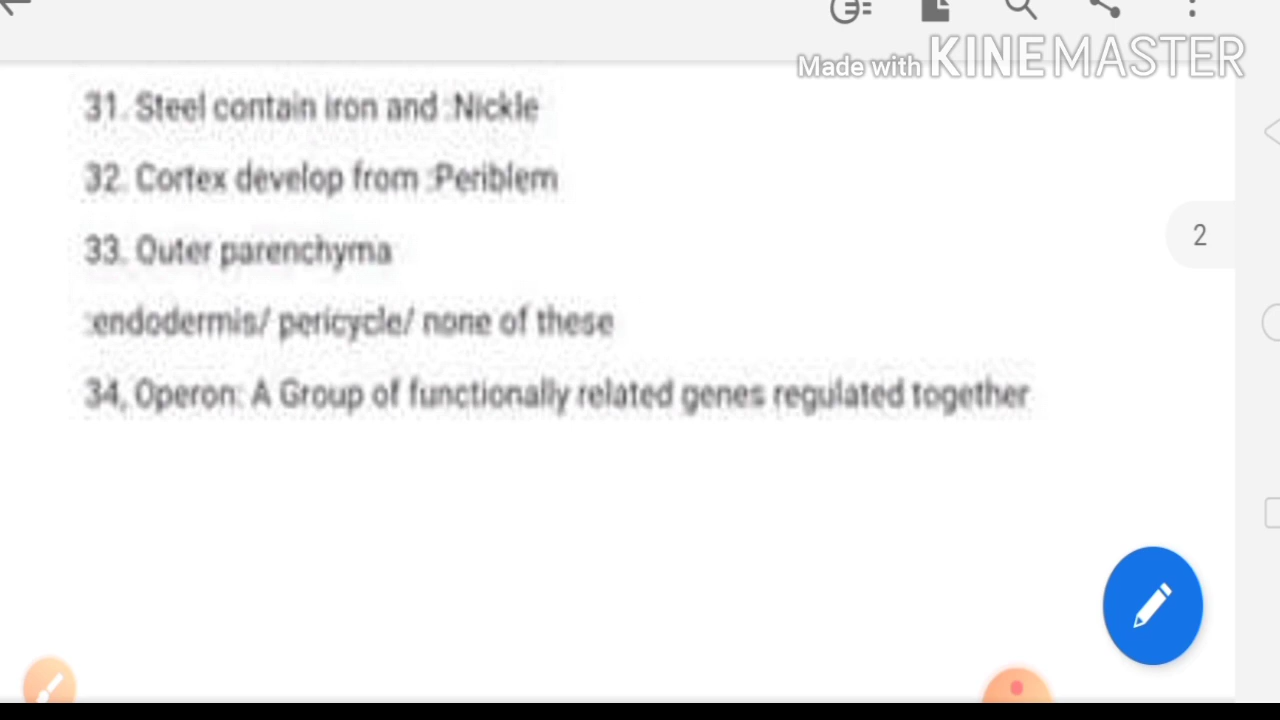 Made with KINEMASTER
31. Steel contain iron and :Nickle
32. Cortex develop from :Periblem
33. Outer parenchyma
2
:endodermis/ pericycle/ none of these
34, Operon: A Group of functionally related genes regulated together